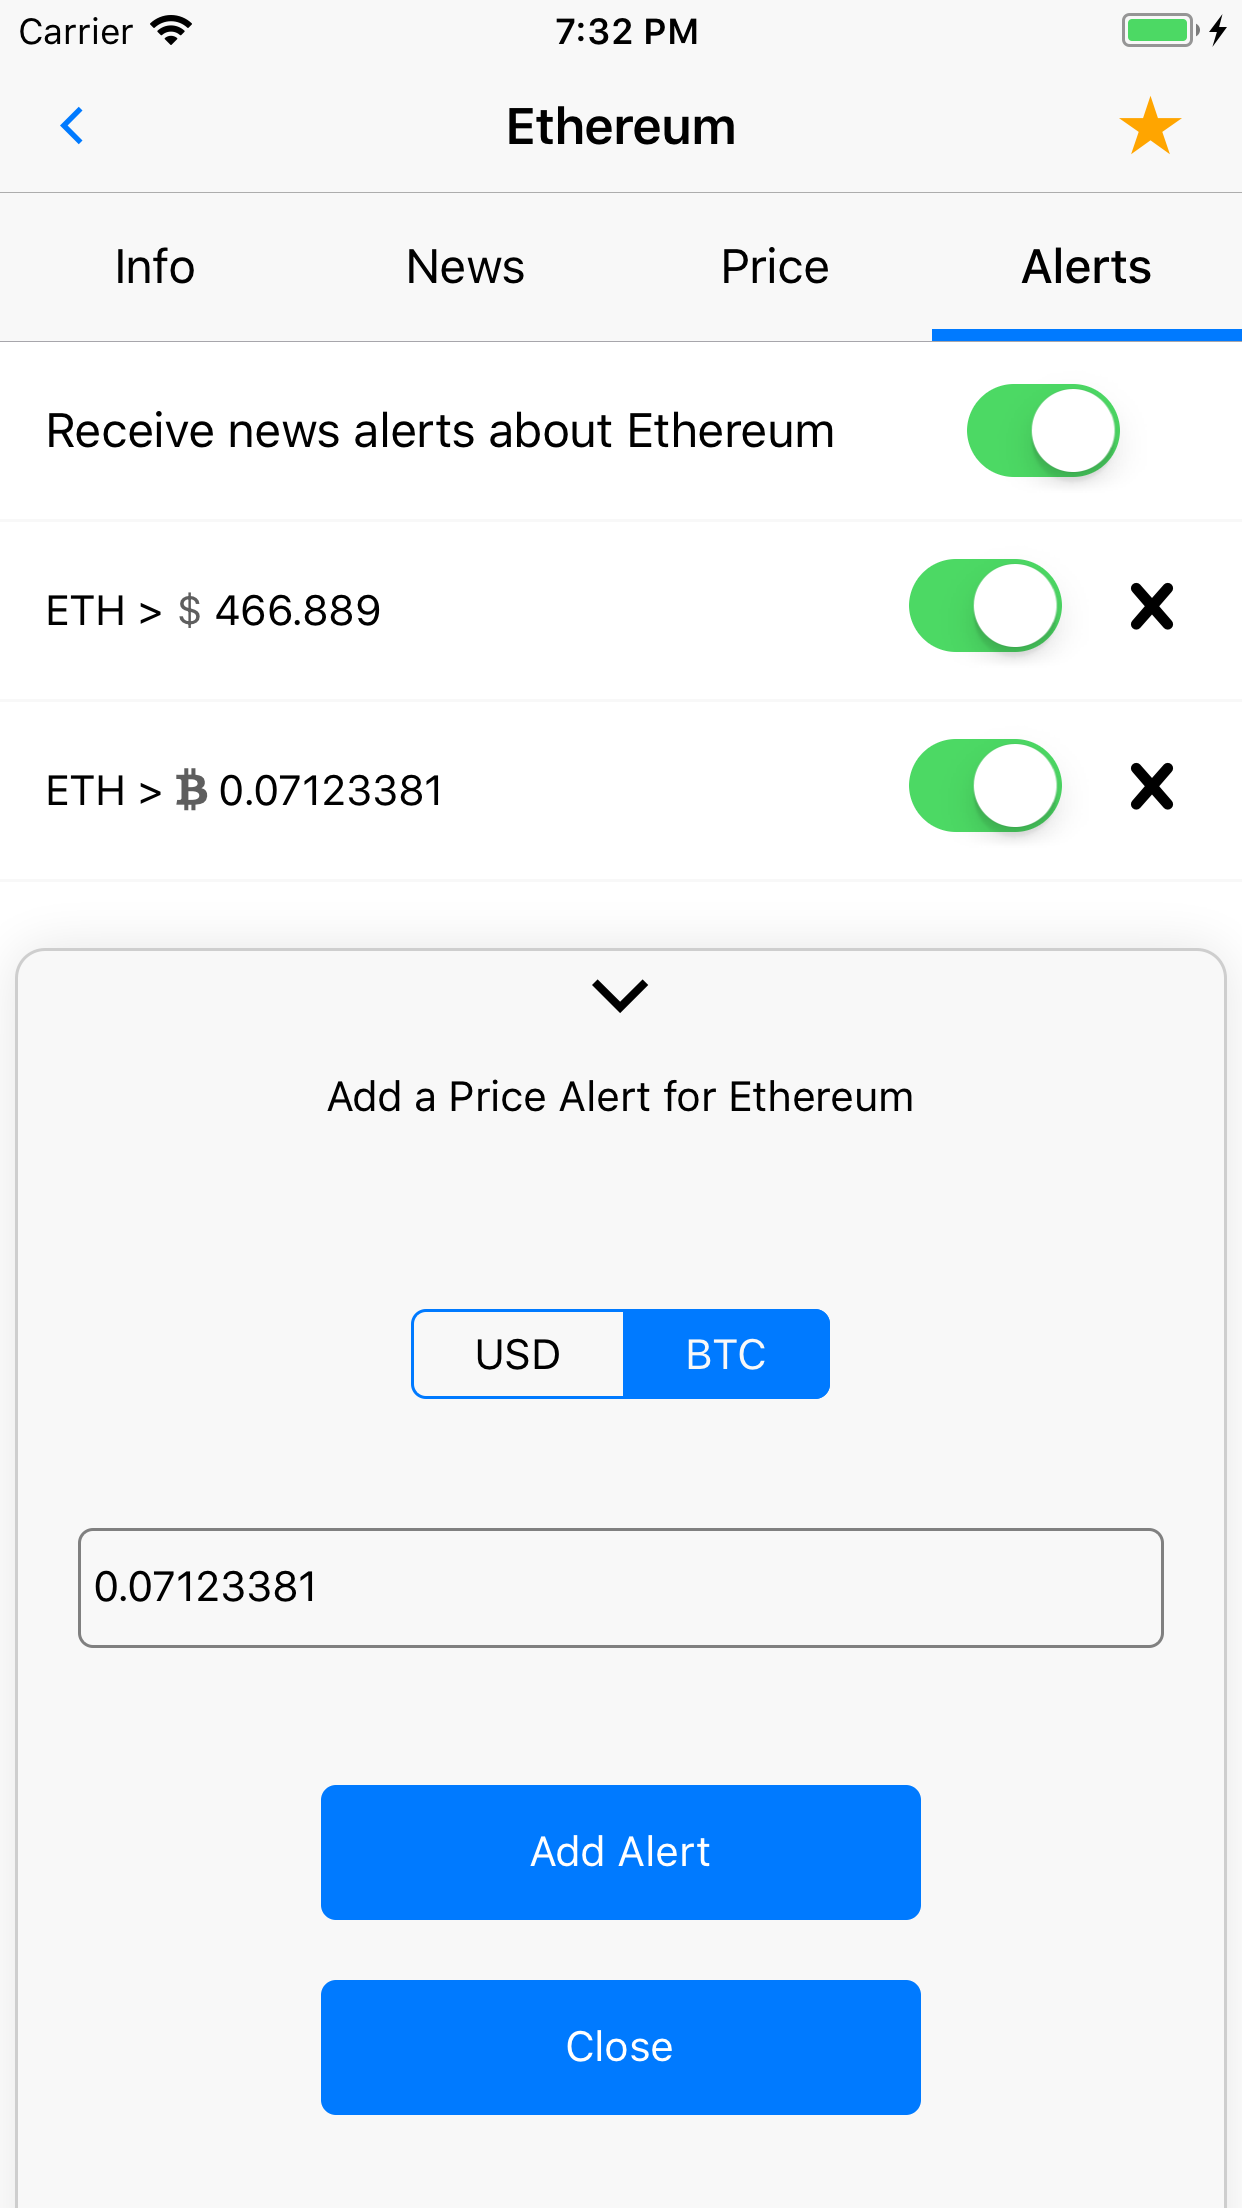 Carrier 7:32 PM
Ethereum
Info News Price Alerts
Receive news alerts about Ethereum
ETH > $ 466.889
ETH > ₿ 0.07123381
Add a Price Alert for Ethereum
USD BTC
0.07123381
Add Alert
Close